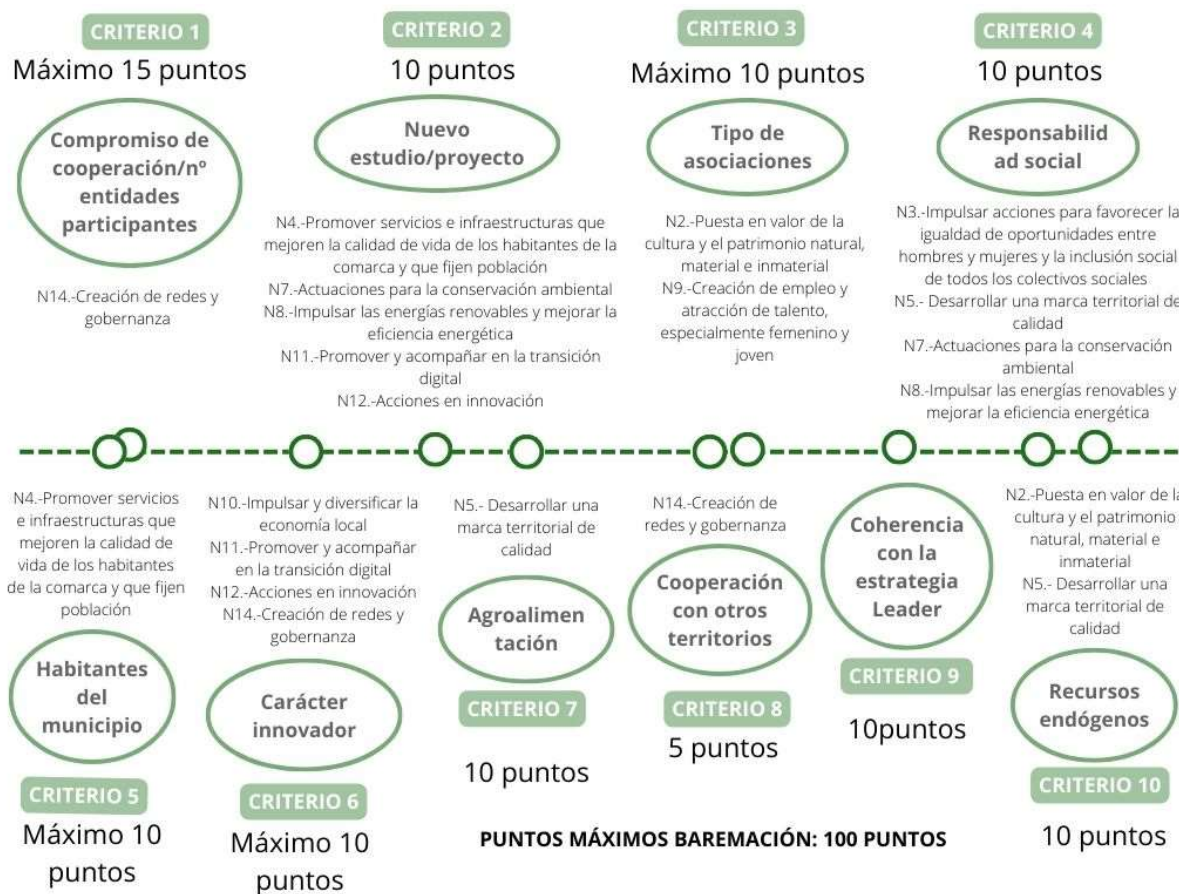 CRITERIO 1
Máximo 15 puntos
Compromiso de
cooperación/nº
entidades
participantes
N14.-Creación de redes y
gobernanza
CRITERIO 2
10 puntos
Nuevo
estudio/proyecto
N4.-Promover servicios e infraestructuras que
mejoren la calidad de vida de los habitantes de la
comarca y que fijen población
N7.-Actuaciones para la conservación ambiental
N8.-Impulsar las energías renovables y mejorar la
eficiencia energética
N11.-Promover y acompañar en la transición
digital
N12.-Acciones en innovación
CRITERIO 3
Máximo 10 puntos
Tipo de
asociaciones
N2.-Puesta en valor de la
cultura y el patrimonio natural,
material e inmaterial
N9.-Creación de empleo y
atracción de talento,
especialmente femenino y
joven
CRITERIO 4
10 puntos
Responsabilid
ad social
N3.-Impulsar acciones para favorecer la
igualdad de oportunidades entre
hombres y mujeres y la inclusión social
de todos los colectivos sociales
N5.- Desarrollar una marca territorial de
calidad
N7.-Actuaciones para la conservación
ambiental
N8.-Impulsar las energías renovables y
mejorar la eficiencia energética
N4.-Promover servicios
e infraestructuras que
mejoren la calidad de
vida de los habitantes
de la comarca y que fijen
población
Habitantes
del
municipio
CRITERIO 5
Máximo 10
puntos
N10.-Impulsar y diversificar la
economía local
N11.-Promover y acompañar
en la transición digital
N12.-Acciones en innovación
N14.-Creación de redes y
gobernanza
Carácter
innovador
CRITERIO 6
Máximo 10
puntos
N5.- Desarrollar una
marca territorial de
calidad
Agroalimen
tación
CRITERIO 7
10 puntos
N14.-Creación de
redes y gobernanza
Cooperación
con otros
territorios
CRITERIO 8
5 puntos
Coherencia
con la
estrategia
Leader
CRITERIO 9
10puntos
N2.-Puesta en valor de la
cultura y el patrimonio
natural, material e
inmaterial
N5.- Desarrollar una
marca territorial de
calidad
Recursos
endógenos
CRITERIO 10
10 puntos
PUNTOS MÁXIMOS BAREMACIÓN: 100 PUNTOS